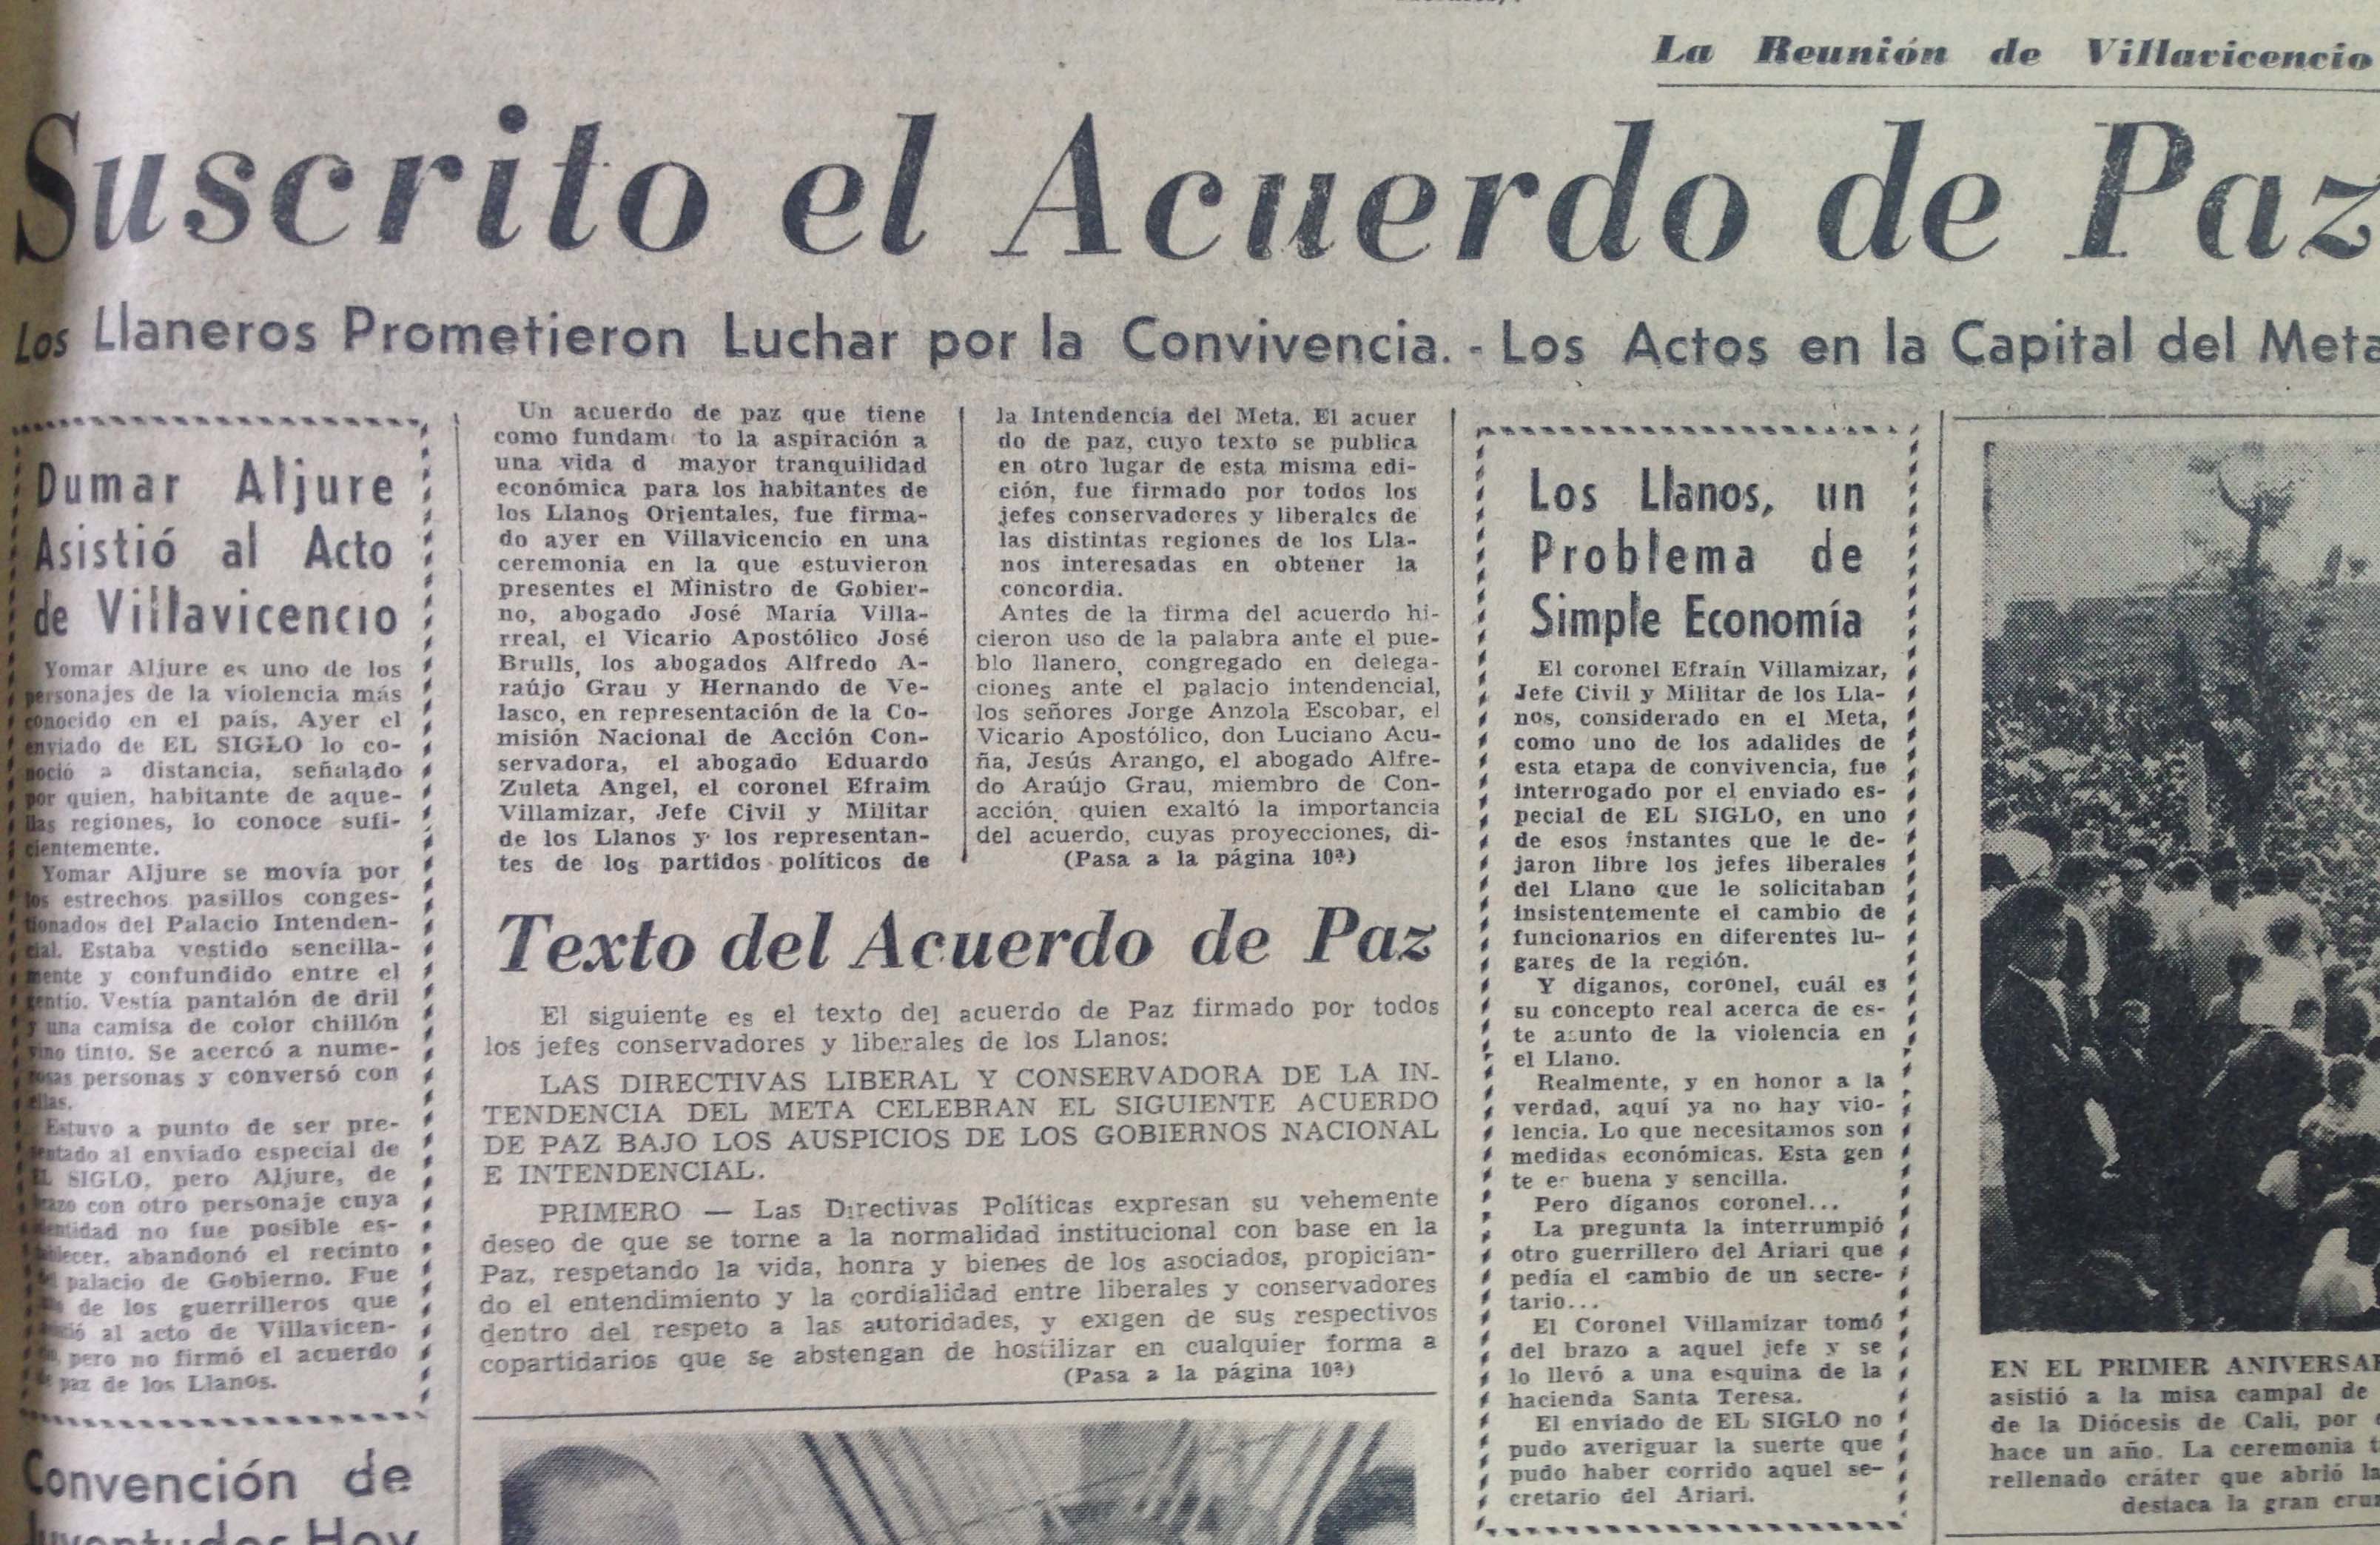 La Reunión de Villavicencio
Suscrito el Acuerdo de Paz
Los Llaneros Prometieron Luchar por la Convivencia. - Los Actos en la Capital del Meta
Dumar Aljure
Asistió al Acto
de Villavicencio
Yomar Aljure es uno de los
personajes de la violencia más
conocido en el país. Ayer el
enviado de EL SIGLO lo co-
noció a distancia, señalado
por quien, habitante de aque-
llas regiones, lo conoce sufi-
cientemente.
Yomar Aljure se movía por
los estrechos pasillos conges-
tionados del Palacio Intenden-
cial. Estaba vestido sencilla-
mente y confundido entre el
gentío. Vestía pantalón de dril
y una camisa de color chillón
vino tinto. Se acercó a nume-
rosas personas y conversó con
ellas.
Estuvo a punto de ser pre-
sentado al enviado especial de
EL SIGLO, pero Aljure, de
brazo con otro personaje cuya
identidad no fue posible es-
tablecer, abandonó el recinto
palacio de Gobierno. Fue
de los guerrilleros que
al acto de Villavicen-
pero no firmó el acuerdo
de paz de los Llanos.
Convención de
Juventudes Hoy
Un acuerdo de paz que tiene
como fundam to la aspiración a
una vida d mayor tranquilidad
económica para los habitantes de
los Llanos Orientales, fue firma-
do ayer en Villavicencio en una
ceremonia en la que estuvieron
presentes el Ministro de Gobier-
no, abogado José María Villa-
rreal, el Vicario Apostólico José
Brulls, los abogados Alfredo A-
raújo Grau y Hernando de Ve-
lasco, en representación de la Co-
misión Nacional de Acción Con-
servadora, el abogado Eduardo
Zuleta Angel, el coronel Efraim
Villamizar, Jefe Civil y Militar
de los Llanos y los representan-
tes de los partidos políticos de
la Intendencia del Meta. El acuer
do de paz, cuyo texto se publica
en otro lugar de esta misma edi-
ción, fue firmado por todos los
jefes conservadores y liberales de
las distintas regiones de los Lla-
nos interesadas en obtener la
concordia.
Antes de la firma del acuerdo hi-
cieron uso de la palabra ante el pue-
blo llanero, congregado en delega-
ciones ante el palacio intendencial,
los señores Jorge Anzola Escobar, el
Vicario Apostólico, don Luciano Acu-
ña, Jesús Arango, el abogado Alfre-
do Araújo Grau, miembro de Con-
acción, quien exaltó la importancia
del acuerdo, cuyas proyecciones, di-
(Pasa a la página 10ª)
Texto del Acuerdo de Paz
El siguiente es el texto del acuerdo de Paz firmado por todos
los jefes conservadores y liberales de los Llanos:
LAS DIRECTIVAS LIBERAL Y CONSERVADORA DE LA IN-
TENDENCIA DEL META CELEBRAN EL SIGUIENTE ACUERDO
DE PAZ BAJO LOS AUSPICIOS DE LOS GOBIERNOS NACIONAL
E INTENDENCIAL.
PRIMERO — Las Directivas Políticas expresan su vehemente
deseo de que se torne a la normalidad institucional con base en la
Paz, respetando la vida, honra y bienes de los asociados, propician-
do el entendimiento y la cordialidad entre liberales y conservadores
dentro del respeto a las autoridades, y exigen de sus respectivos
copartidarios que se abstengan de hostilizar en cualquier forma a
(Pasa a la página 10ª)
Los Llanos, un
Problema de
Simple Economía
El coronel Efraín Villamizar,
Jefe Civil y Militar de los Lla-
nos, considerado en el Meta,
como uno de los adalides de
esta etapa de convivencia, fue
interrogado por el enviado es-
pecial de EL SIGLO, en uno
de esos instantes que le de-
jaron libre los jefes liberales
del Llano que le solicitaban
insistentemente el cambio de
funcionarios en diferentes lu-
gares de la región.
Y díganos, coronel, cuál es
su concepto real acerca de es-
te asunto de la violencia en
el Llano.
Realmente, y en honor a la
verdad, aquí ya no hay vio-
lencia. Lo que necesitamos son
medidas económicas. Esta gen
te es buena y sencilla.
Pero díganos coronel...
La pregunta la interrumpió
otro guerrillero del Ariari que
pedía el cambio de un secre-
tario...
El Coronel Villamizar tomó
del brazo a aquel jefe y se
lo llevó a una esquina de la
hacienda Santa Teresa.
El enviado de EL SIGLO no
pudo averiguar la suerte que
pudo haber corrido aquel se-
cretario del Ariari.
EN EL PRIMER ANIVERSAR
asistió a la misa campal de
de la Diócesis de Cali, por
hace un año. La ceremonia
rellenado cráter que abrió la
destaca la gran cruz